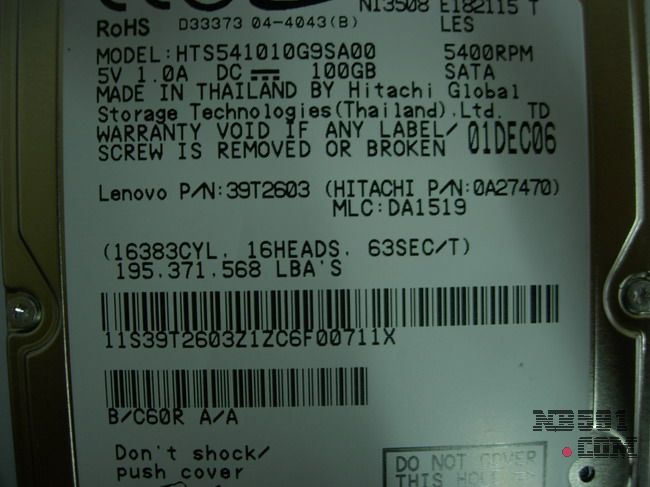 N13508 E182115 T
RoHS D33373 04-4043(B) LES
MODEL:HTS541010G9SA00 5400RPM
5V 1.0A DC 100GB SATA
MADE IN THAILAND BY Hitachi Global
Storage Technologies(Thailand),Ltd. TD
WARRANTY VOID IF ANY LABEL/
SCREW IS REMOVED OR BROKEN 01DEC06
Lenovo P/N:39T2603 (HITACHI P/N:0A27470)
MLC:DA1519
(16383CYL. 16HEADS. 63SEC/T)
195.371.568 LBA'S
11S39T2603Z1ZC6F00711X
B/C60R A/A
Don't shock/
push cover
DO NOT COVER
THIS HOLE
NB591
.COM